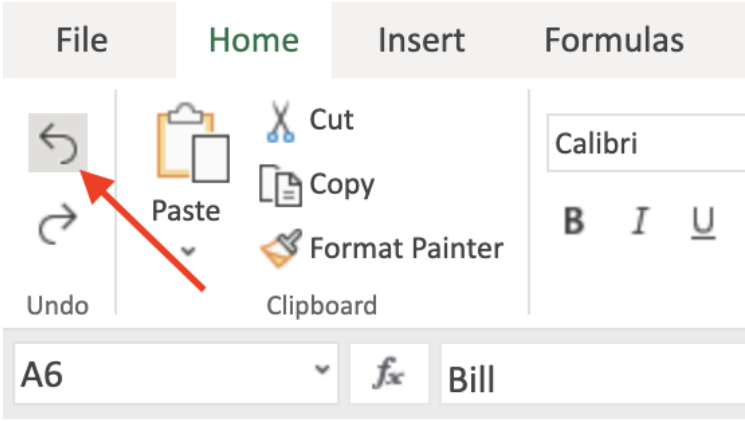 File Home Insert Formulas
Cut
Calibri
Copy
Paste
B I U
Format Painter
Undo Clipboard
A6 fx Bill